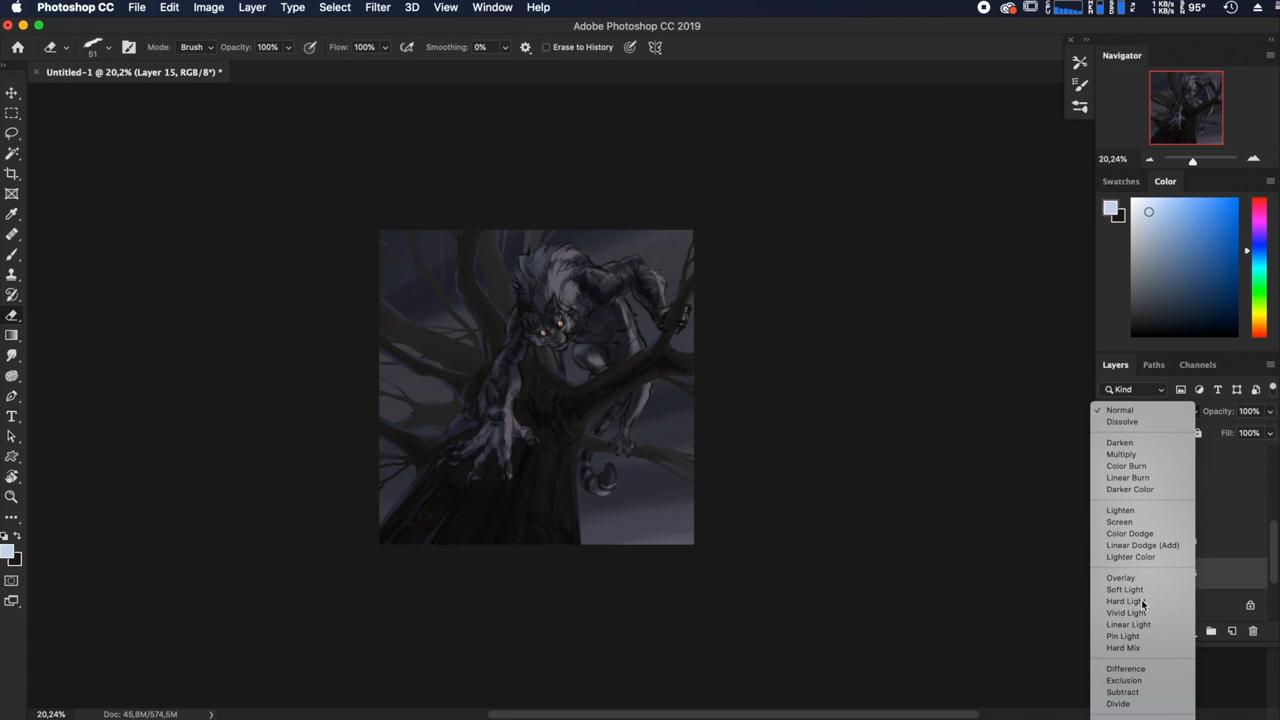 Photoshop CC File Edit Image Layer Type Select Filter 3D View Window Help 1 KB/s 95°
Adobe Photoshop CC 2019
51 Mode: Brush Opacity: 100% Flow: 100% Smoothing: 0% Erase to History
Untitled-1 @ 20,2% (Layer 15, RGB/8*) *
Navigator
20,24%
Swatches Color
Layers Paths Channels
Kind
Normal
Opacity: 100%
Dissolve
Fill: 100%
Darken
Multiply
Color Burn
Linear Burn
Darker Color
Lighten
Screen
Color Dodge
Linear Dodge (Add)
Lighter Color
Overlay
Soft Light
Hard Light
Vivid Light
Linear Light
Pin Light
Hard Mix
Difference
Exclusion
Subtract
Divide
20,24% Doc: 45,8M/574,5M